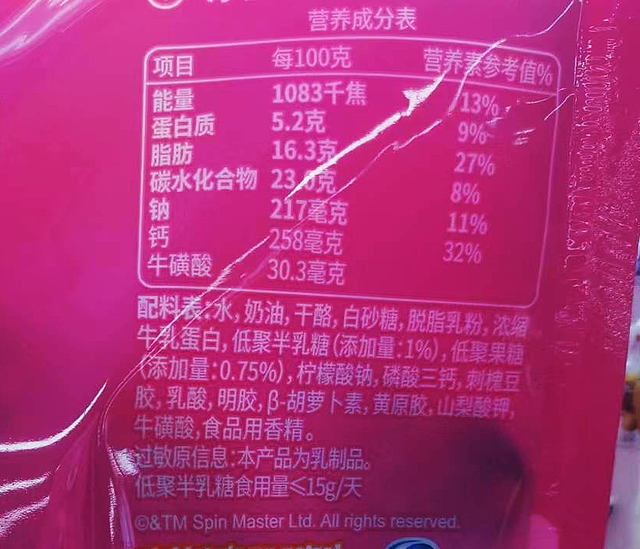 营养成分表
项目 每100克 营养素参考值%
能量 1083千焦 13%
蛋白质 5.2克 9%
脂肪 16.3克 27%
碳水化合物 23.0克 8%
钠 217毫克 11%
钙 258毫克 32%
牛磺酸 30.3毫克
配料表:水,奶油,干酪,白砂糖,脱脂乳粉,浓缩
牛乳蛋白,低聚半乳糖(添加量:1%),低聚果糖
(添加量:0.75%),柠檬酸钠,磷酸三钙,刺槐豆
胶,乳酸,明胶,β-胡萝卜素,黄原胶,山梨酸钾,
牛磺酸,食品用香精。
过敏原信息:本产品为乳制品。
低聚半乳糖食用量≤15g/天
©&TM Spin Master Ltd. All rights reserved.